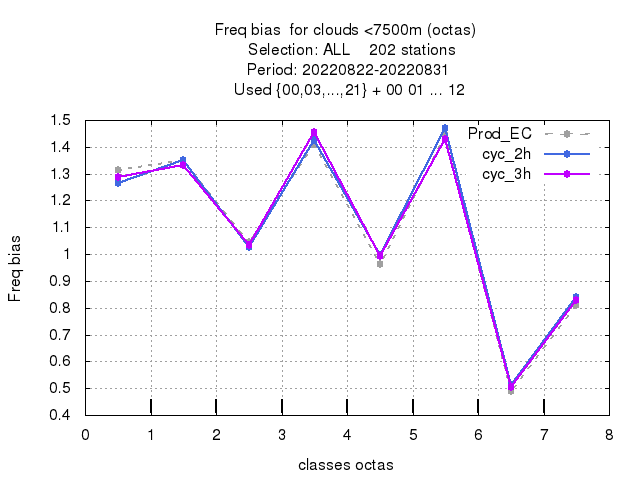 Freq bias  for clouds <7500m (octas)
Selection: ALL    202 stations
Period: 20220822-20220831
Used {00,03,...,21} + 00 01 ... 12
Prod_EC
cyc_2h
cyc_3h
Freq bias
1.5
1.4
1.3
1.2
1.1
1
0.9
0.8
0.7
0.6
0.5
0.4
0 1 2 3 4 5 6 7 8
classes octas